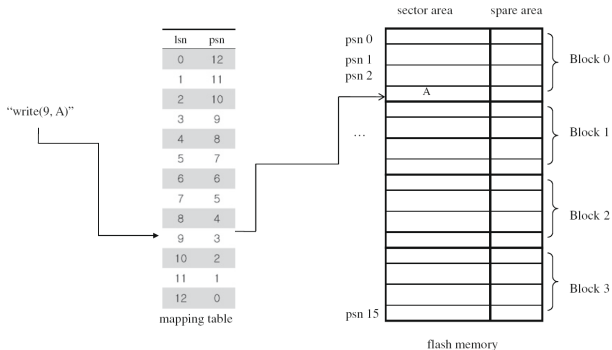 sector area spare area
lsn psn
0 12
1 11
2 10
3 9
4 8
5 7
6 6
7 5
8 4
9 3
10 2
11 1
12 0
mapping table
“write(9, A)”
psn 0
psn 1
psn 2
A
...
psn 15
Block 0
Block 1
Block 2
Block 3
flash memory